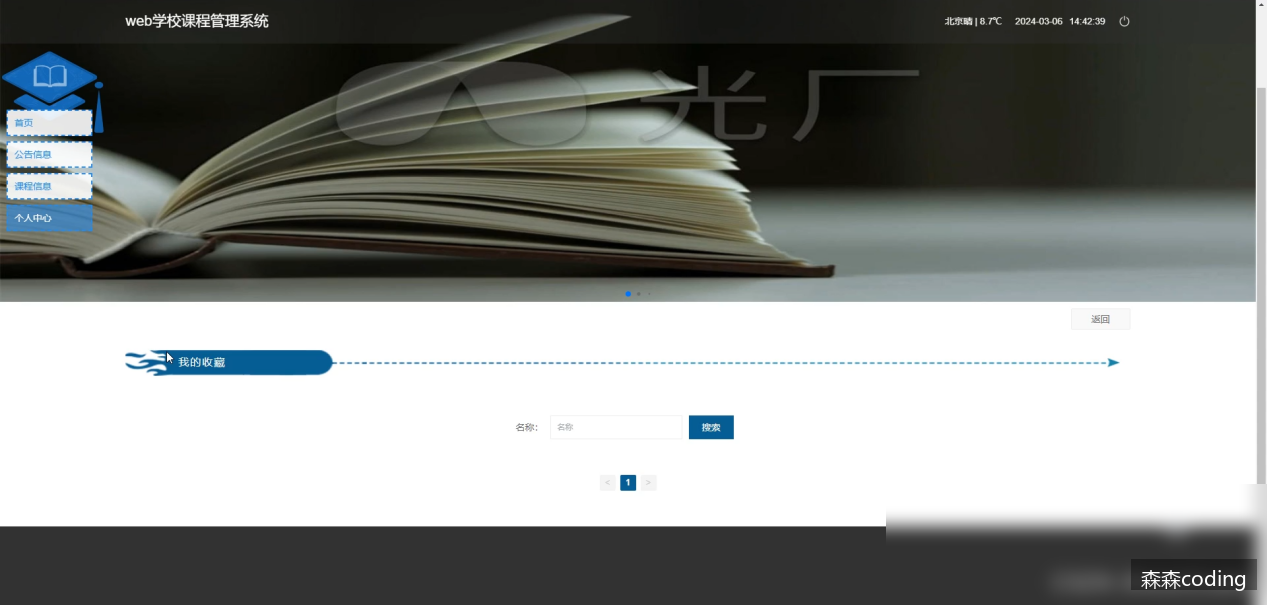 web学校课程管理系统
北京晴 | 8.7℃ 2024-03-06 14:42:39
光厂
首页
公告信息
课程信息
个人中心
返回
我的收藏
名称： 名称 搜索
< 1 >
森森coding